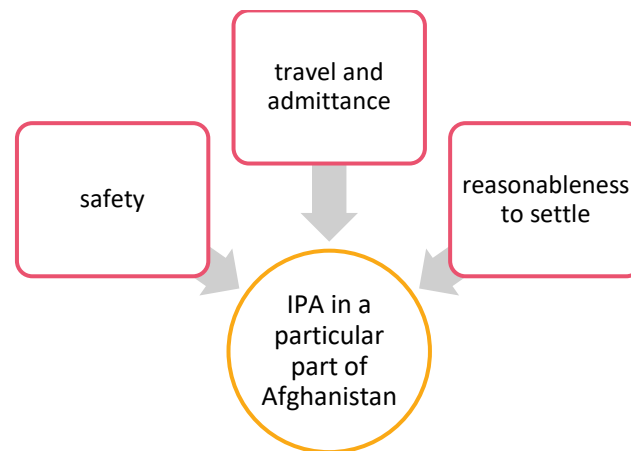 travel and
admittance
safety
reasonableness
to settle
IPA in a
particular
part of
Afghanistan